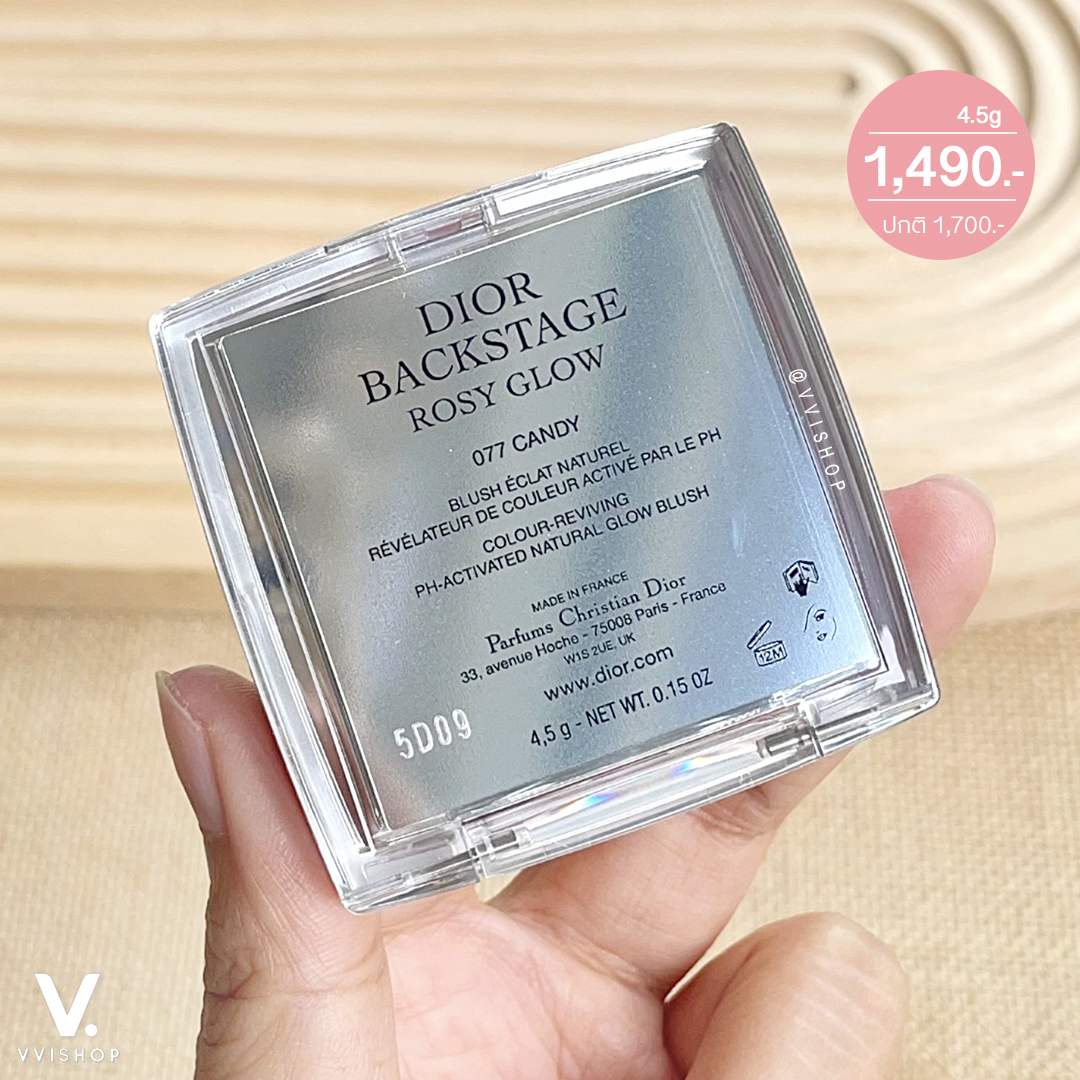 4.5g
1,490.-
ปกติ 1,700.-
DIOR
BACKSTAGE
ROSY GLOW
077 CANDY
BLUSH ÉCLAT NATUREL
RÉVÉLATEUR DE COULEUR ACTIVÉ PAR LE PH
COLOUR-REVIVING
PH-ACTIVATED NATURAL GLOW BLUSH
MADE IN FRANCE
Parfums Christian Dior
33, avenue Hoche - 75008 Paris - France
W1S 2UE, UK
www.dior.com
4,5 g - NET WT. 0.15 OZ
12M
5D09
@VVISHOP
V.
VVISHOP